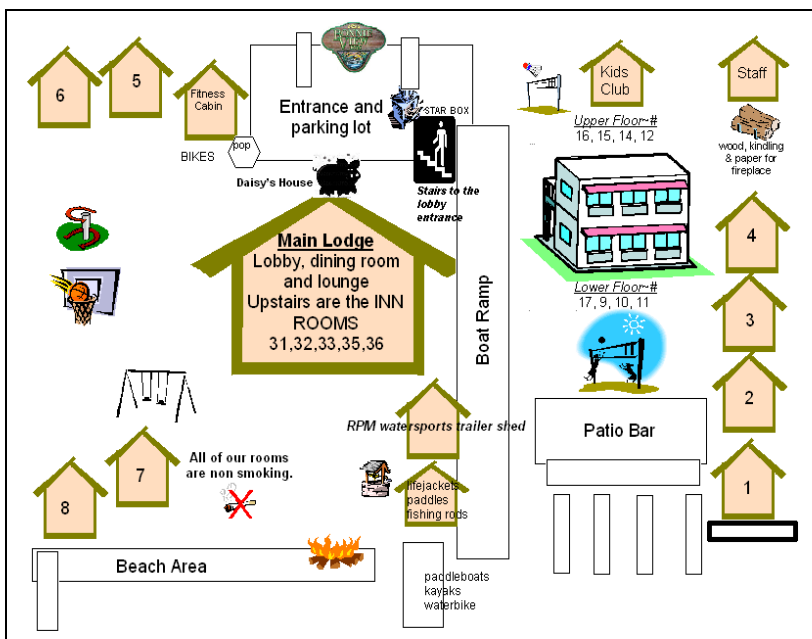 BONNIE
VIEW
6
5
Fitness
Cabin
Entrance and
parking lot
STAR BOX
Kids
Club
Staff
Upper Floor~#
16, 15, 14, 12
wood, kindling
& paper for
fireplace
BIKES
pop
Daisy's House
Stairs to the
lobby
entrance
Main Lodge
Lobby, dining room
and lounge
Upstairs are the INN
ROOMS
31,32,33,35,36
Boat Ramp
Lower Floor~#
17, 9, 10, 11
4
3
2
1
RPM watersports trailer shed
Patio Bar
All of our rooms
are non smoking.
7
8
lifejackets
paddles
fishing rods
Beach Area
paddleboats
kayaks
waterbike